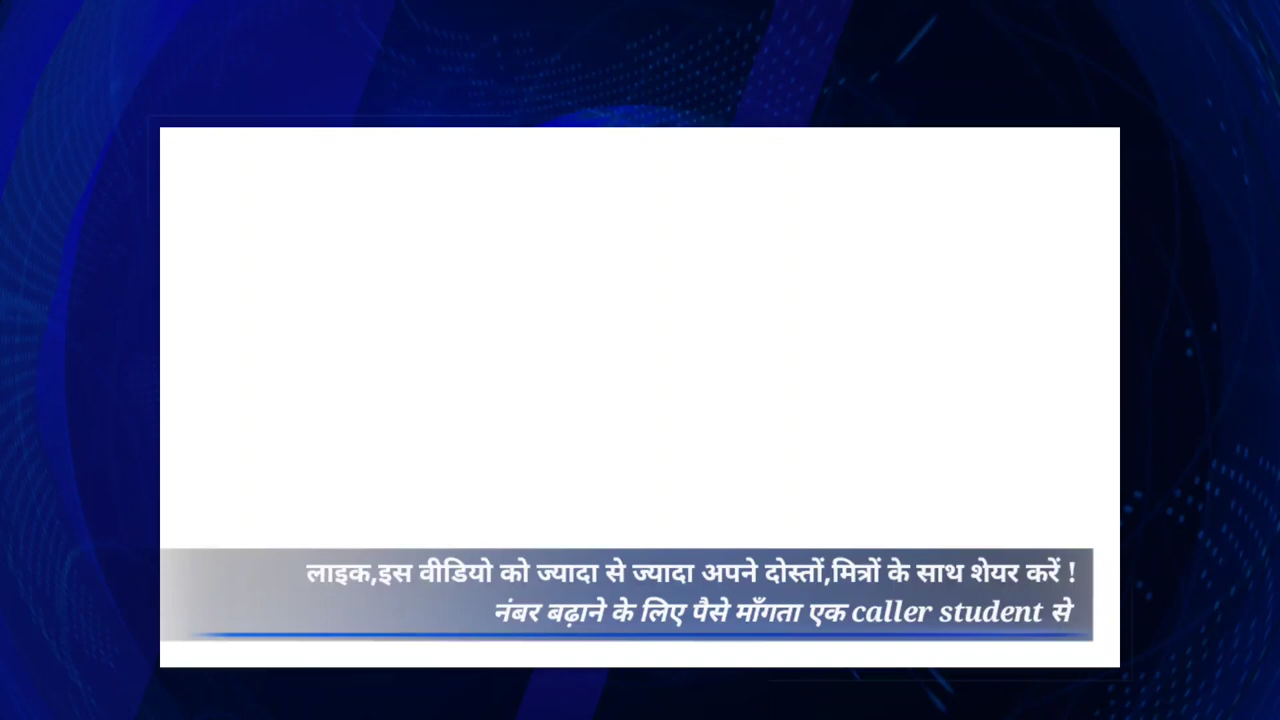 लाइक,इस वीडियो को ज्यादा से ज्यादा अपने दोस्तों,मित्रों के साथ शेयर करें !
नंबर बढ़ाने के लिए पैसे माँगता एक caller student से